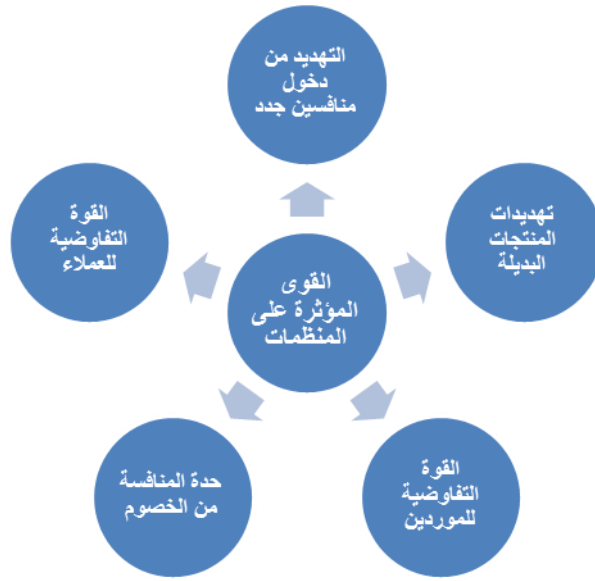 التهديد من
دخول
منافسين جدد
تهديدات
المنتجات
البديلة
القوة
التفاوضية
للعملاء
القوى
المؤثرة على
المنظمات
القوة
التفاوضية
للموردين
حدة المنافسة
من الخصوم